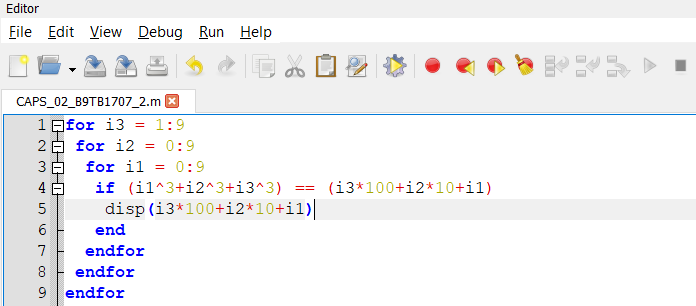 Editor
File Edit View Debug Run Help
CAPS_02_B9TB1707_2.m
1 for i3 = 1:9
2 for i2 = 0:9
3 for i1 = 0:9
4 if (i1^3+i2^3+i3^3) == (i3*100+i2*10+i1)
5 disp(i3*100+i2*10+i1)
6 end
7 endfor
8 endfor
9 endfor